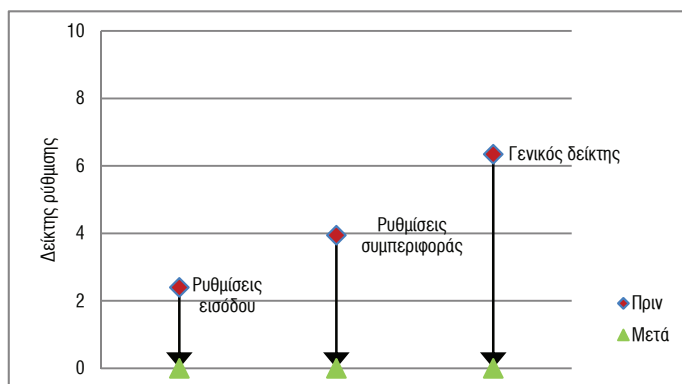 10
8
6
4
2
0
Δείκτης ρύθμισης
Γενικός δείκτης
Ρυθμίσεις
συμπεριφοράς
Ρυθμίσεις
εισόδου
Πριν
Μετά